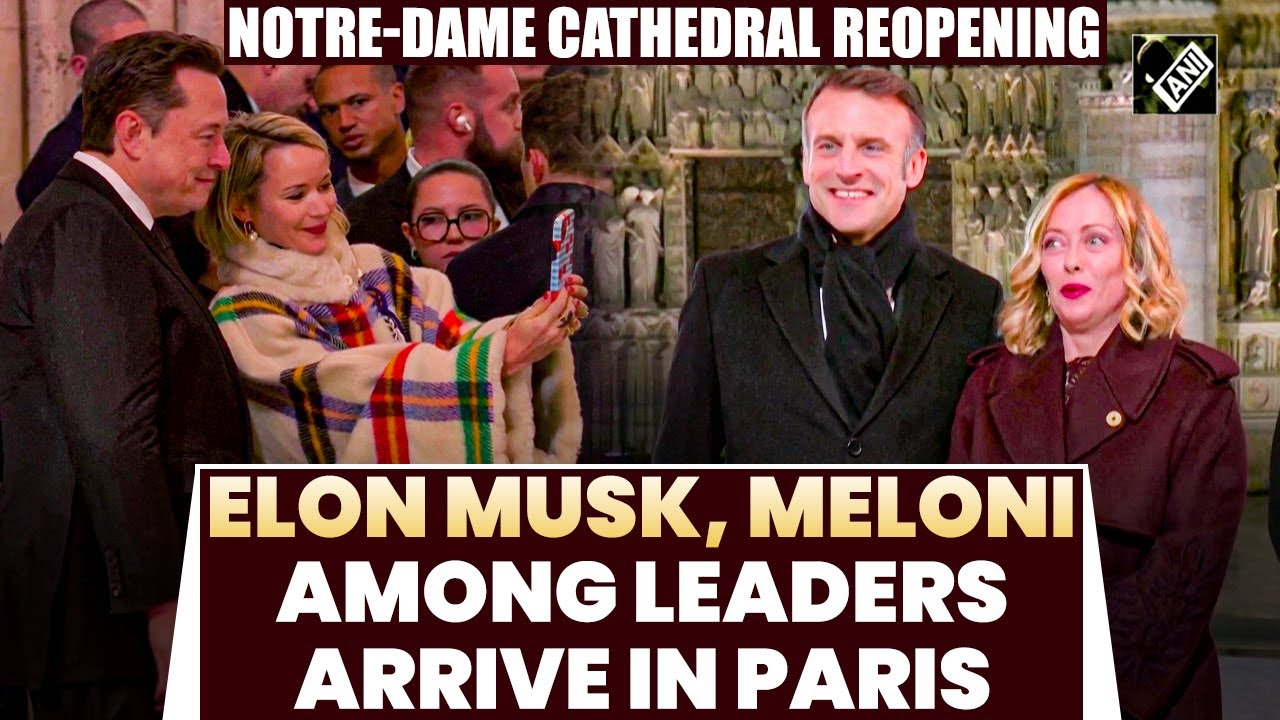 NOTRE-DAME CATHEDRAL REOPENING
ANI
ELON MUSK, MELONI
AMONG LEADERS
ARRIVE IN PARIS